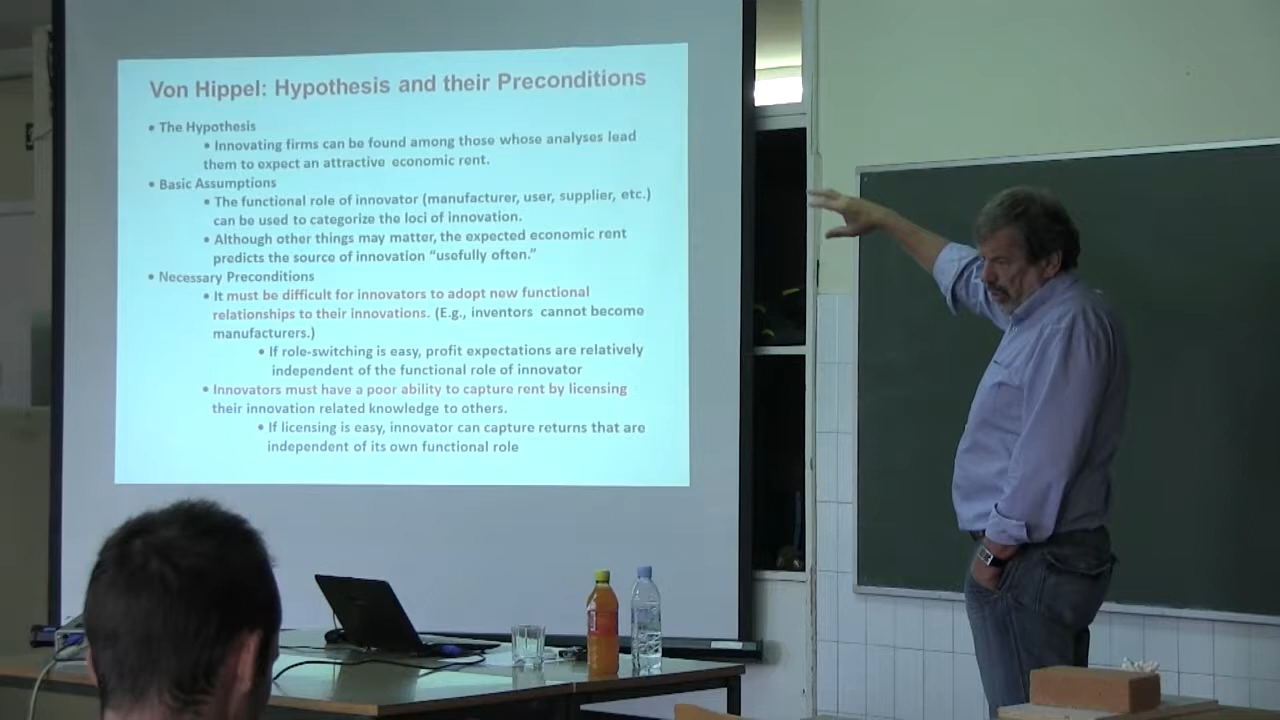 Von Hippel: Hypothesis and their Preconditions
• The Hypothesis
• Innovating firms can be found among those whose analyses lead
them to expect an attractive economic rent.
• Basic Assumptions
• The functional role of innovator (manufacturer, user, supplier, etc.)
can be used to categorize the loci of innovation.
• Although other things may matter, the expected economic rent
predicts the source of innovation “usefully often.”
• Necessary Preconditions
• It must be difficult for innovators to adopt new functional
relationships to their innovations. (E.g., inventors cannot become
manufacturers.)
• If role-switching is easy, profit expectations are relatively
independent of the functional role of innovator
• Innovators must have a poor ability to capture rent by licensing
their innovation related knowledge to others.
• If licensing is easy, innovator can capture returns that are
independent of its own functional role